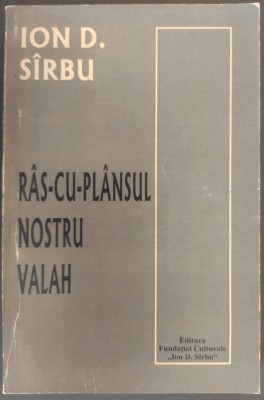 ION D.
SÎRBU
RÂS-CU-PLÂNSUL
NOSTRU
VALAH
Editura
Fundației Culturale
„Ion D. Sîrbu"